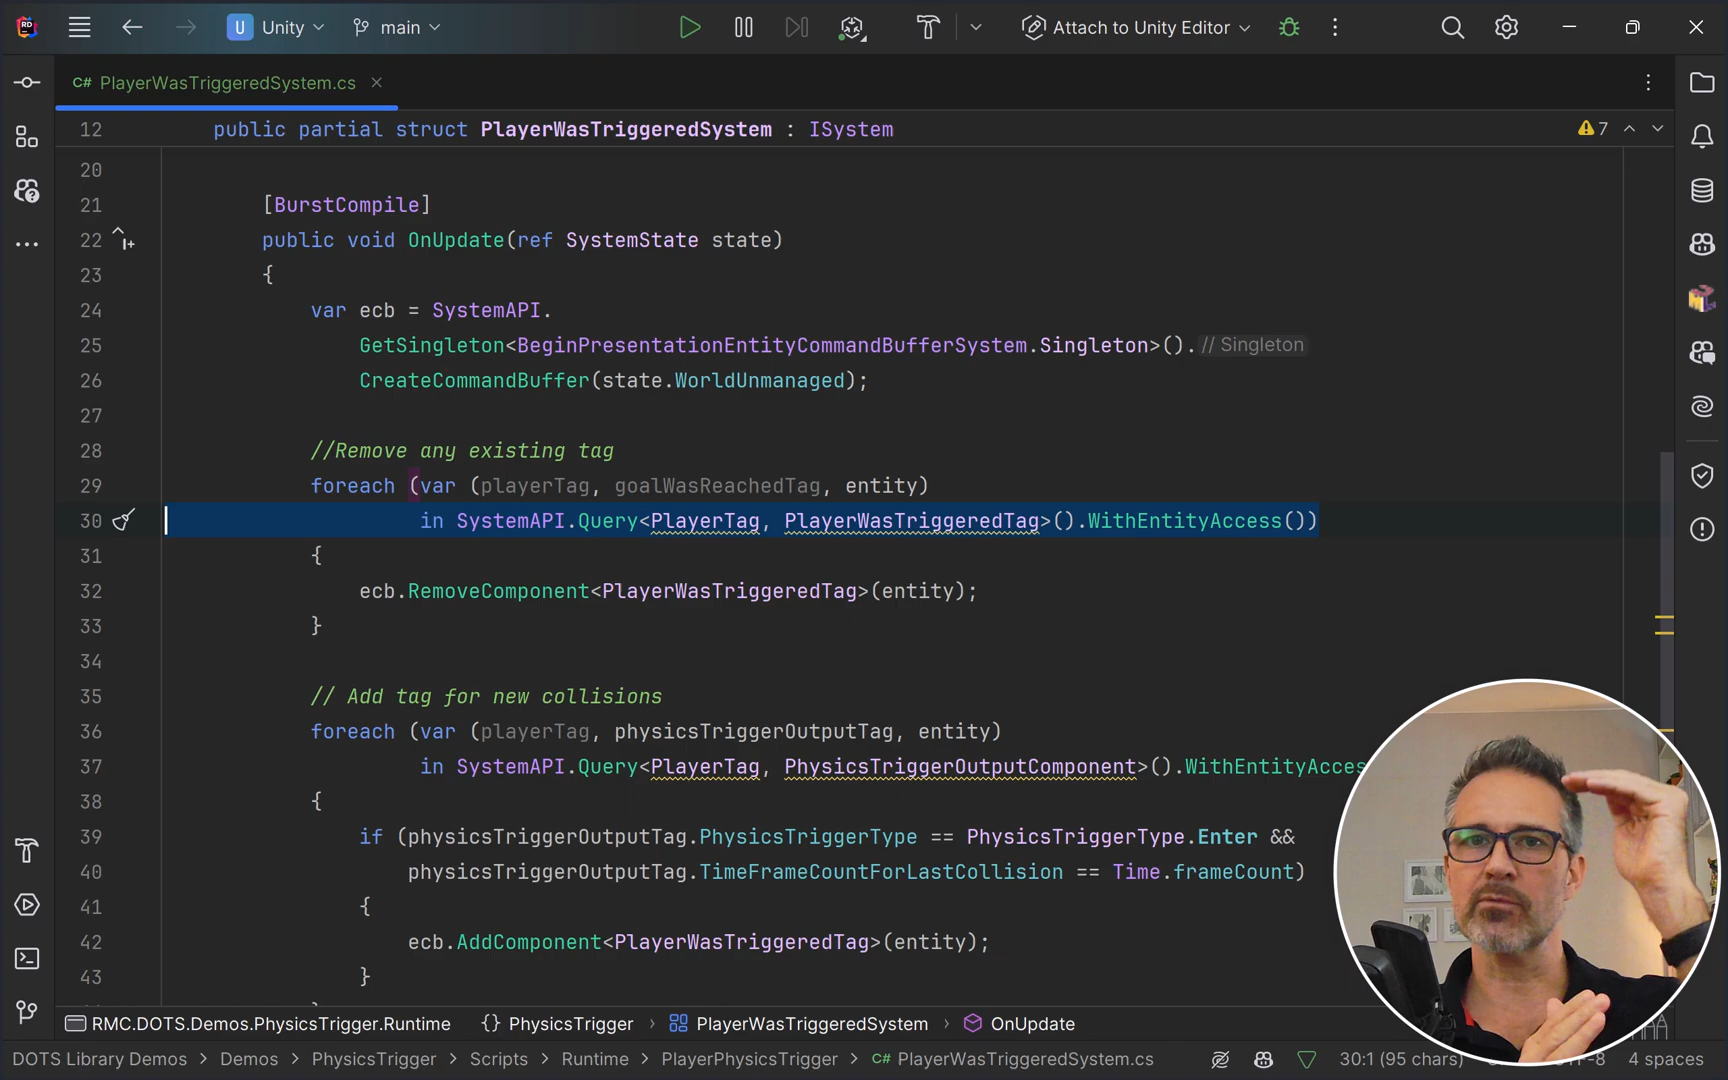 RD
U Unity main Attach to Unity Editor
C# PlayerWasTriggeredSystem.cs
12 public partial struct PlayerWasTriggeredSystem : ISystem 7
20
21 [BurstCompile]
22 public void OnUpdate(ref SystemState state)
23 {
24 var ecb = SystemAPI.
25 GetSingleton<BeginPresentationEntityCommandBufferSystem.Singleton>(). // Singleton
26 CreateCommandBuffer(state.WorldUnmanaged);
27
28 //Remove any existing tag
29 foreach (var (playerTag, goalWasReachedTag, entity)
30 in SystemAPI.Query<PlayerTag, PlayerWasTriggeredTag>().WithEntityAccess())
31 {
32 ecb.RemoveComponent<PlayerWasTriggeredTag>(entity);
33 }
34
35 // Add tag for new collisions
36 foreach (var (playerTag, physicsTriggerOutputTag, entity)
37 in SystemAPI.Query<PlayerTag, PhysicsTriggerOutputComponent>().WithEntityAcces
38 {
39 if (physicsTriggerOutputTag.PhysicsTriggerType == PhysicsTriggerType.Enter &&
40 physicsTriggerOutputTag.TimeFrameCountForLastCollision == Time.frameCount)
41 {
42 ecb.AddComponent<PlayerWasTriggeredTag>(entity);
43 }
RMC.DOTS.Demos.PhysicsTrigger.Runtime {} PhysicsTrigger > PlayerWasTriggeredSystem > OnUpdate
DOTS Library Demos > Demos > PhysicsTrigger > Scripts > Runtime > PlayerPhysicsTrigger > C# PlayerWasTriggeredSystem.cs 30:1 (95 chars) F-8 4 spaces